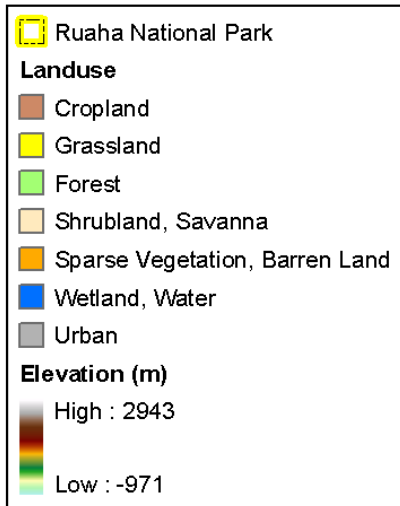 Ruaha National Park
Landuse
Cropland
Grassland
Forest
Shrubland, Savanna
Sparse Vegetation, Barren Land
Wetland, Water
Urban
Elevation (m)
High : 2943
Low : -971